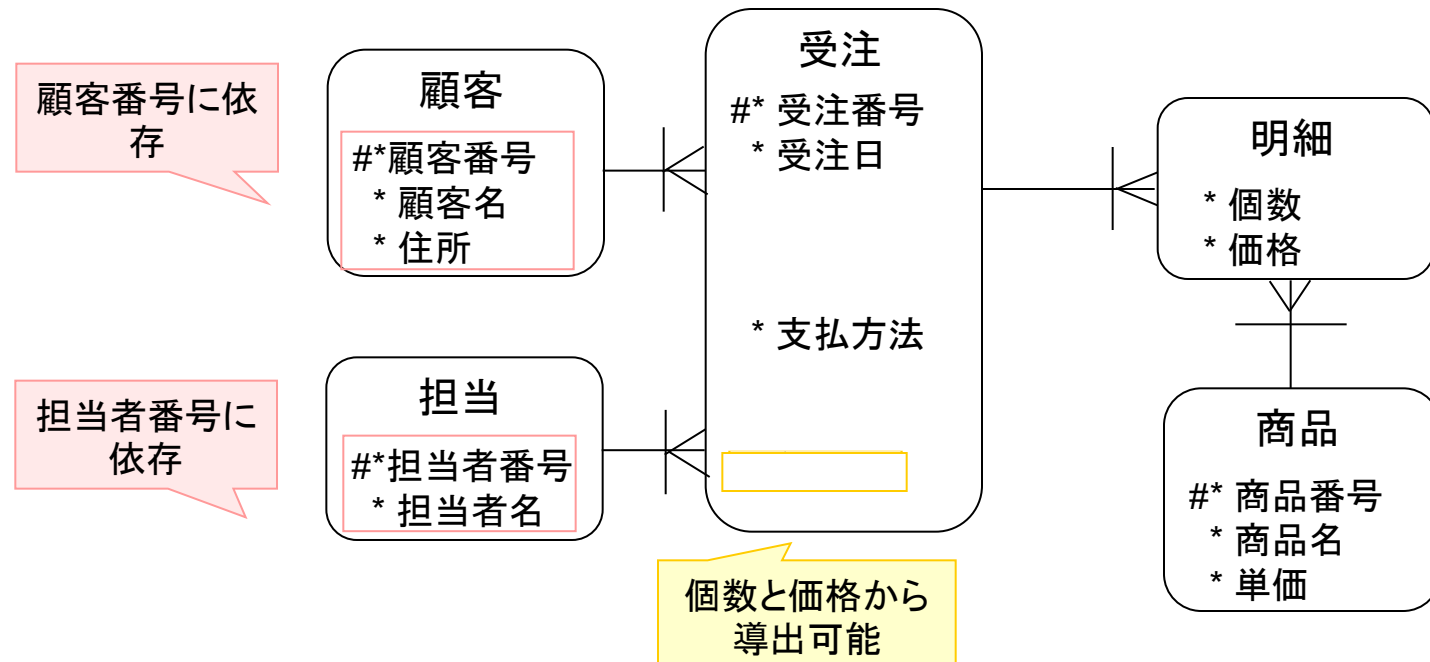 顧客番号に依
存
顧客
#*顧客番号
* 顧客名
* 住所
担当者番号に
依存
担当
#*担当者番号
* 担当者名
受注
#* 受注番号
* 受注日
* 支払方法
個数と価格から
導出可能
明細
* 個数
* 価格
商品
#* 商品番号
* 商品名
* 単価